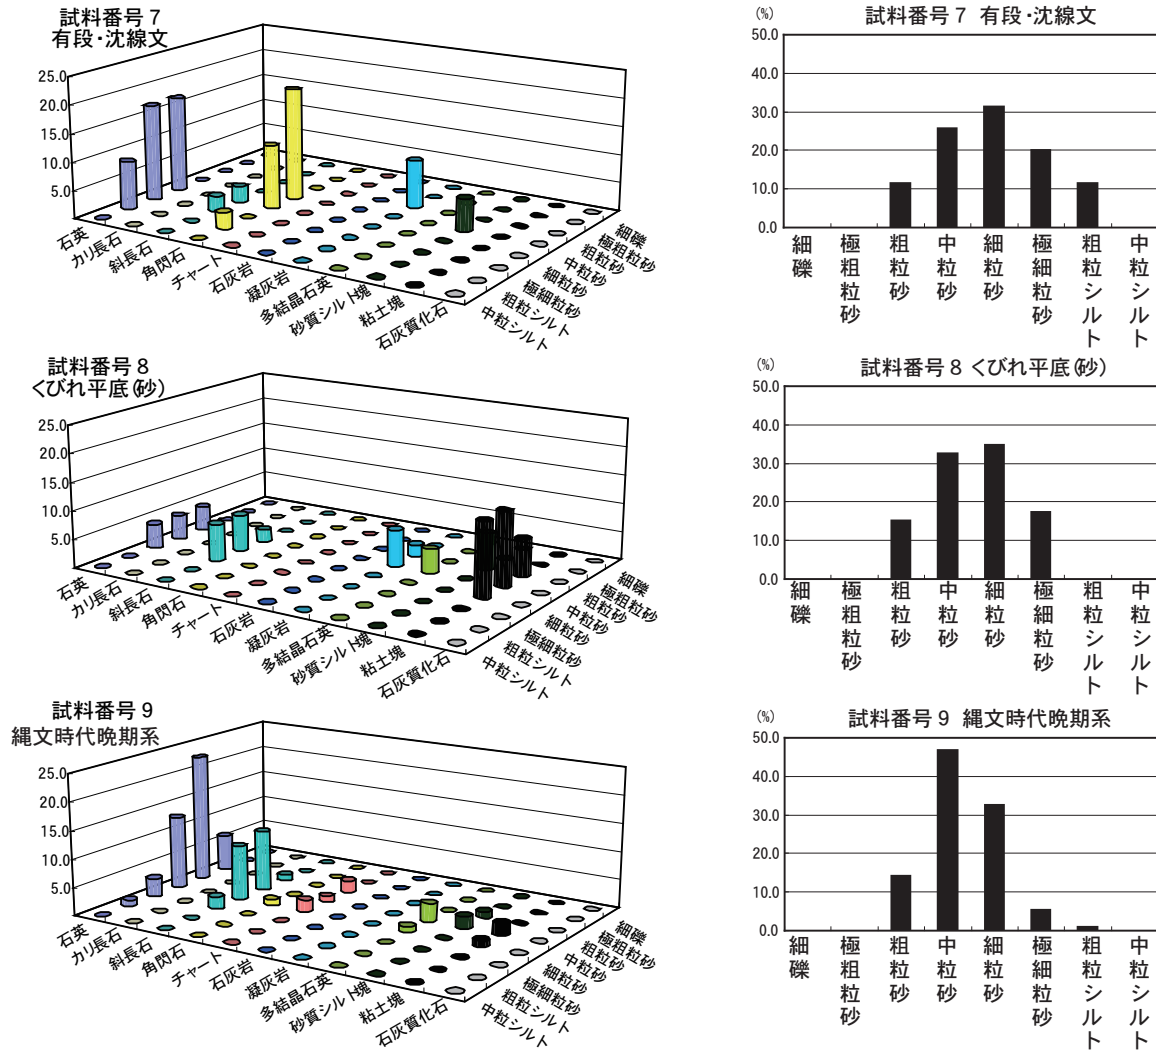 試料番号７
有段・沈線文
25.0
20.0
15.0
10.0
5.0
石英
カリ長石
斜長石
角閃石
チャート
石灰岩
凝灰岩
多結晶石英
砂質シルト塊
粘土塊
石灰質化石
細礫
極粗粒砂
粗粒砂
中粒砂
細粒砂
極細粒砂
粗粒シルト
中粒シルト
(%)
試料番号７ 有段・沈線文
50.0
40.0
30.0
20.0
10.0
0.0
細礫
極粗粒砂
粗粒砂
中粒砂
細粒砂
極細粒砂
粗粒シルト
中粒シルト
試料番号８
くびれ平底(砂)
25.0
20.0
15.0
10.0
5.0
石英
カリ長石
斜長石
角閃石
チャート
石灰岩
凝灰岩
多結晶石英
砂質シルト塊
粘土塊
石灰質化石
細礫
極粗粒砂
粗粒砂
中粒砂
細粒砂
極細粒砂
粗粒シルト
中粒シルト
(%)
試料番号８くびれ平底(砂)
50.0
40.0
30.0
20.0
10.0
0.0
細礫
極粗粒砂
粗粒砂
中粒砂
細粒砂
極細粒砂
粗粒シルト
中粒シルト
試料番号９
縄文時代晩期系
25.0
20.0
15.0
10.0
5.0
石英
カリ長石
斜長石
角閃石
チャート
石灰岩
凝灰岩
多結晶石英
砂質シルト塊
粘土塊
石灰質化石
細礫
極粗粒砂
粗粒砂
中粒砂
細粒砂
極細粒砂
粗粒シルト
中粒シルト
(%)
試料番号９ 縄文時代晩期系
50.0
40.0
30.0
20.0
10.0
0.0
細礫
極粗粒砂
粗粒砂
中粒砂
細粒砂
極細粒砂
粗粒シルト
中粒シルト